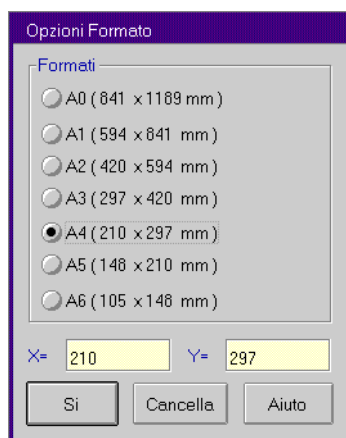 Opzioni Formato
Formati
A0 ( 841 x 1189 mm )
A1 ( 594 x 841 mm )
A2 ( 420 x 594 mm )
A3 ( 297 x 420 mm )
A4 ( 210 x 297 mm )
A5 ( 148 x 210 mm )
A6 ( 105 x 148 mm )
X= 210 Y= 297
Si Cancella Aiuto